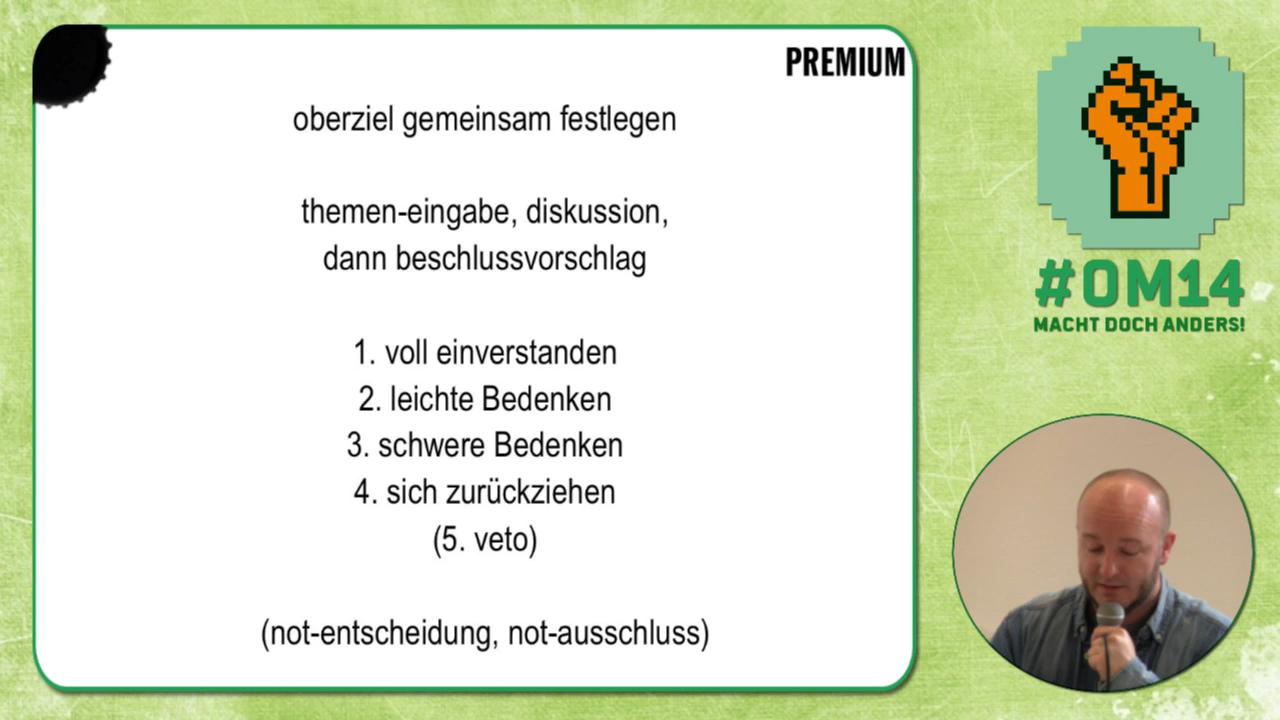 PREMIUM
oberziel gemeinsam festlegen
themen-eingabe, diskussion,
dann beschlussvorschlag
1. voll einverstanden
2. leichte Bedenken
3. schwere Bedenken
4. sich zurückziehen
(5. veto)
(not-entscheidung, not-ausschluss)
#OM14
MACHT DOCH ANDERS!